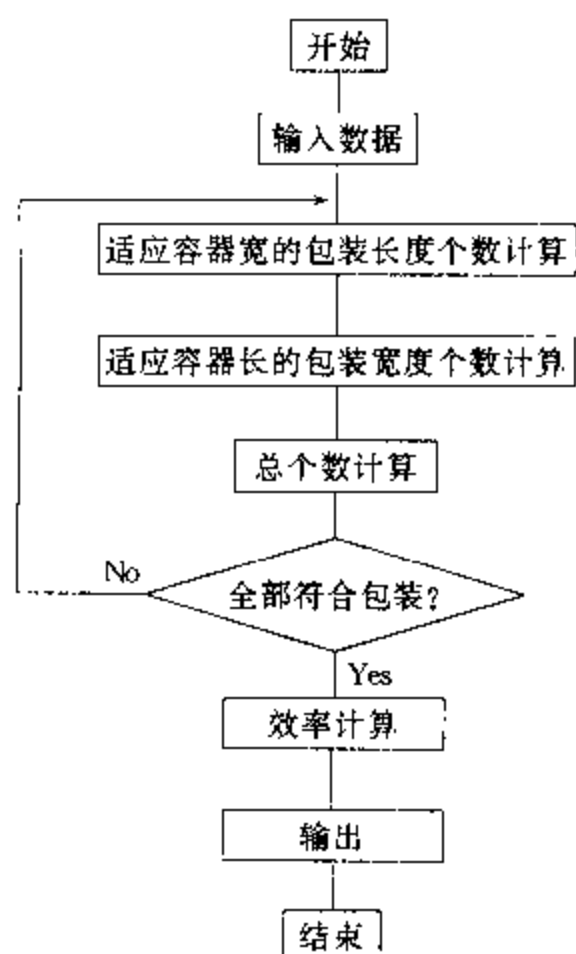 开始
输入数据
适应容器宽的包装长度个数计算
适应容器长的包装宽度个数计算
总个数计算
全部符合包装?
No
Yes
效率计算
输出
结束